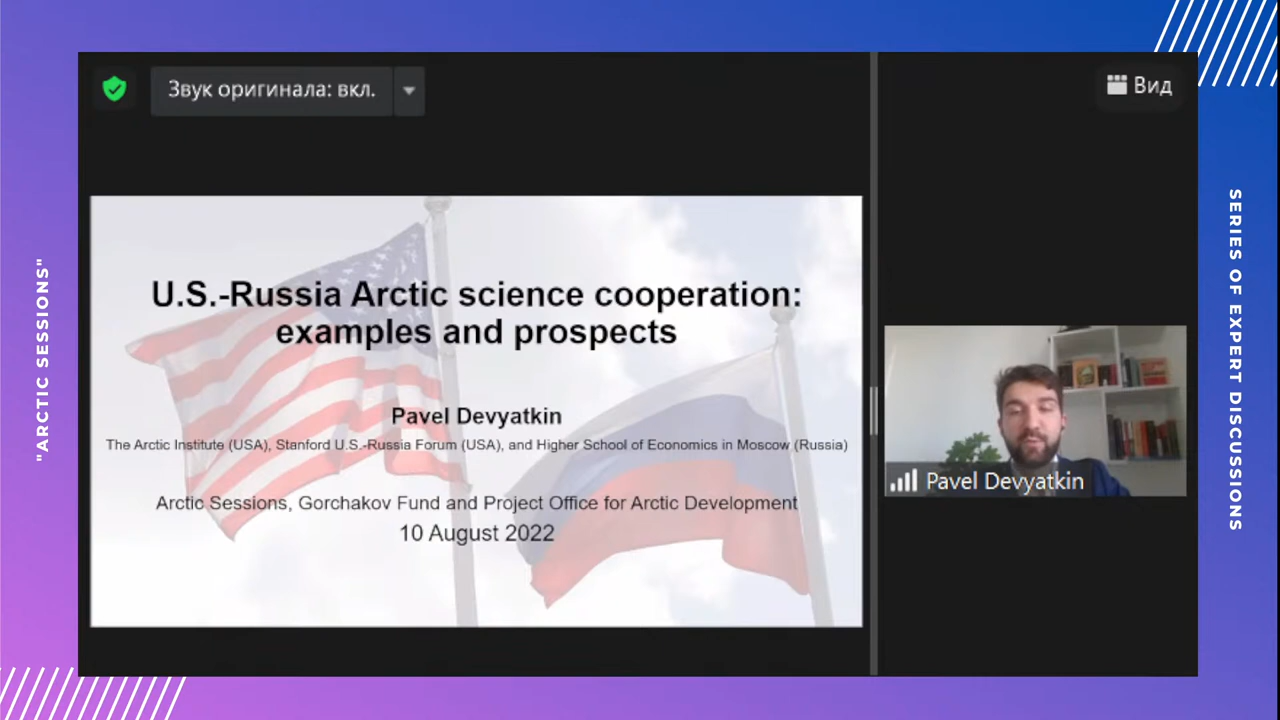 "ARCTIC SESSIONS"
Звук оригинала: вкл.
Вид
U.S.-Russia Arctic science cooperation:
examples and prospects
Pavel Devyatkin
The Arctic Institute (USA), Stanford U.S.-Russia Forum (USA), and Higher School of Economics in Moscow (Russia)
Arctic Sessions, Gorchakov Fund and Project Office for Arctic Development
10 August 2022
Pavel Devyatkin
SERIES OF EXPERT DISCUSSIONS